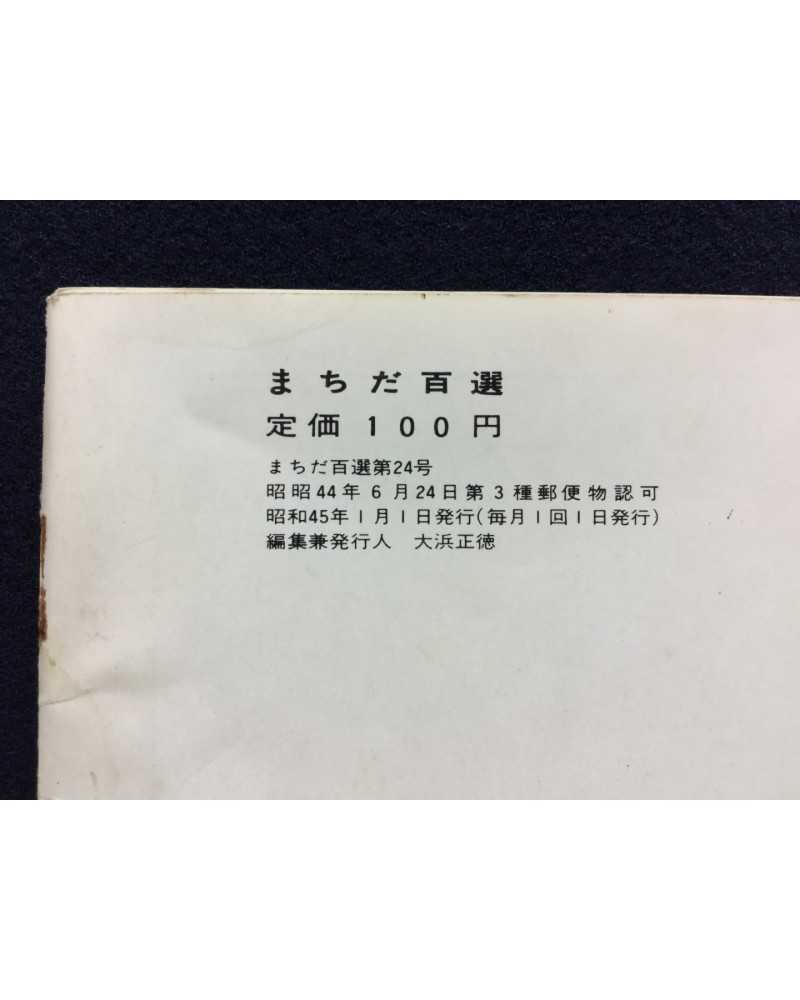 まちだ百選
定価100円
まちだ百選第24号
昭昭44年6月24日第3種郵便物認可
昭和45年1月1日発行(毎月1回1日発行)
編集兼発行人　大浜正徳